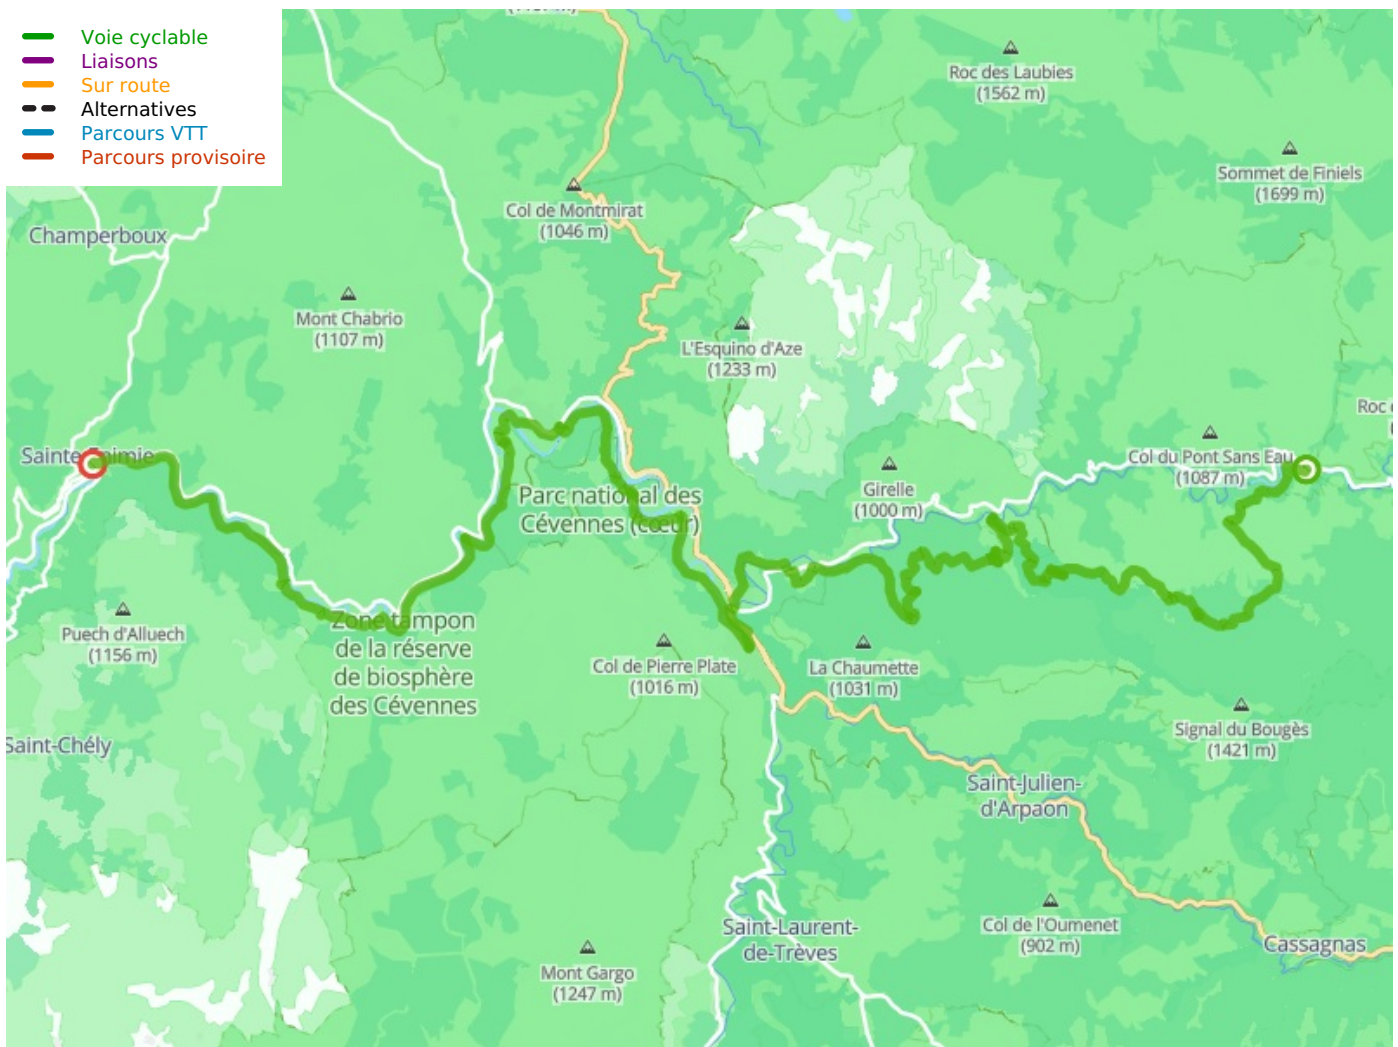 Voie cyclable
Liaisons
Sur route
Alternatives
Parcours VTT
Parcours provisoire
Roc des Laubies
(1562 m)
Sommet de Finiels
(1699 m)
Col de Montmirat
(1046 m)
Champerboux
Mont Chabrio
(1107 m)
L'Esquino d'Aze
(1233 m)
Roc
Col du Pont Sans Eau
(1087 m)
Girelle
(1000 m)
Parc national des
Cévennes (cœur)
Puech d'Alluech
(1156 m)
Zone tampon
de la réserve
de biosphère
des Cévennes
Col de Pierre Plate
(1016 m)
La Chaumette
(1031 m)
Signal du Bougès
(1421 m)
Saint-Chély
Saint-Julien-
d'Arpaon
Saint-Laurent-
de-Trèves
Col de l'Oumenet
(902 m)
Cassagnas
Mont Gargo
(1247 m)